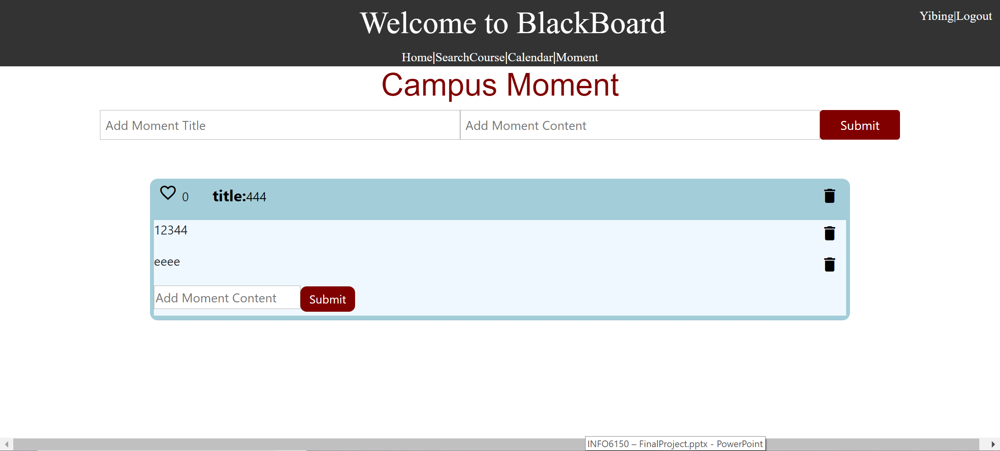 Welcome to BlackBoard
Yibing|Logout
Home|SearchCourse|Calendar|Moment
Campus Moment
Add Moment Title
Add Moment Content
Submit
0
title:444
12344
eeee
Add Moment Content
Submit
INFO6150 – FinalProject.pptx - PowerPoint